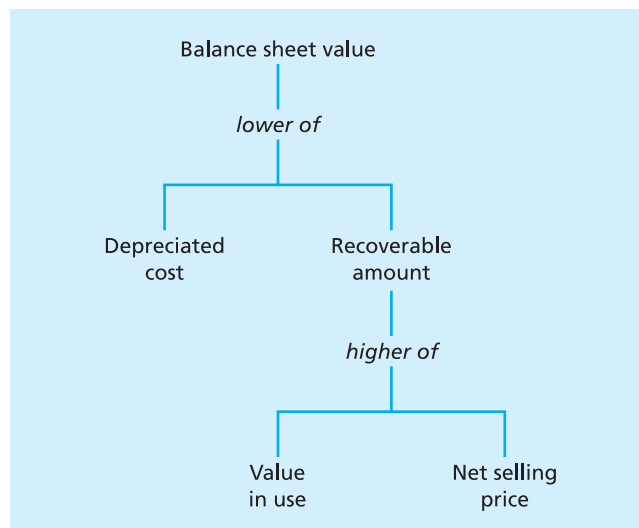 Balance sheet value
lower of
Depreciated
cost
Recoverable
amount
higher of
Value
in use
Net selling
price